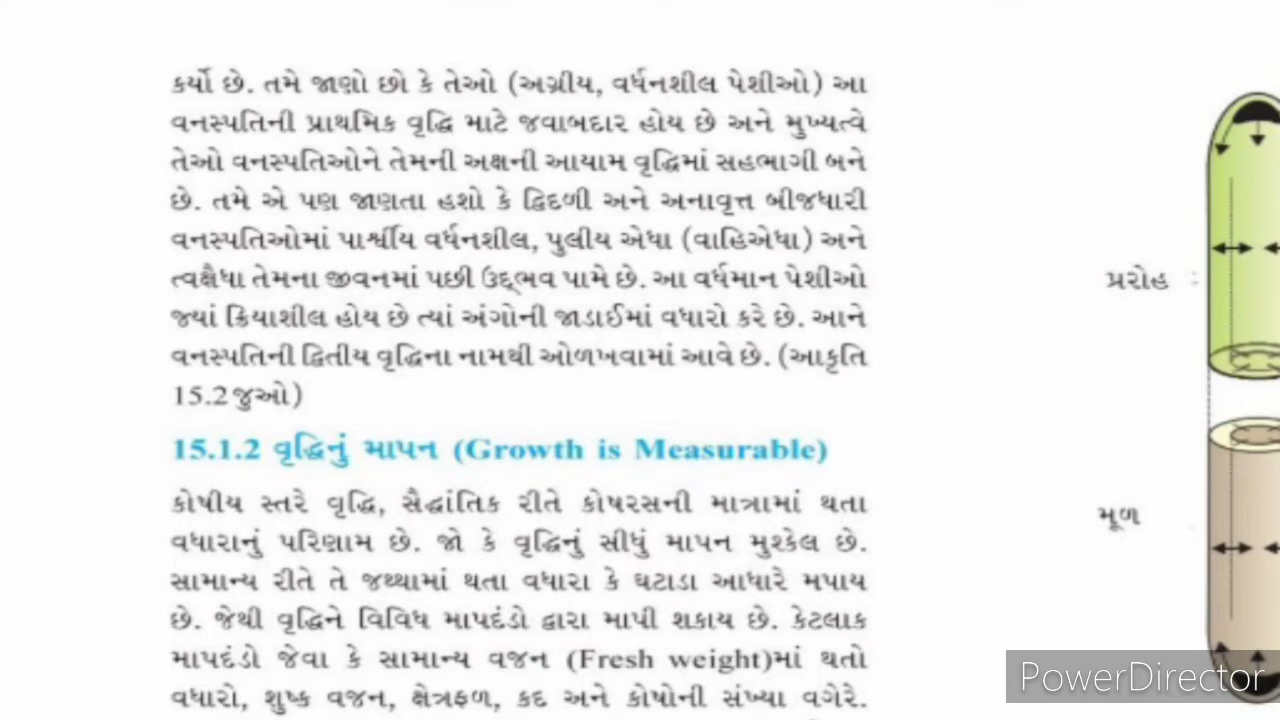 કર્યો છે. તમે જાણો છો કે તેઓ (અગ્રીય, વર્ધનશીલ પેશીઓ) આ
વનસ્પતિની પ્રાથમિક વૃદ્ધિ માટે જવાબદાર હોય છે અને મુખ્યત્વે
તેઓ વનસ્પતિઓને તેમની અક્ષની આયામ વૃદ્ધિમાં સહભાગી બને
છે. તમે એ પણ જાણતા હશો કે દ્વિદળી અને અનાવૃત્ત બીજધારી
વનસ્પતિઓમાં પાર્શ્વીય વર્ધનશીલ, પુલીય એધા (વાહિએધા) અને
ત્વક્ષૈધા તેમના જીવનમાં પછી ઉદ્ભવ પામે છે. આ વર્ધમાન પેશીઓ
જ્યાં ક્રિયાશીલ હોય છે ત્યાં અંગોની જાડાઈમાં વધારો કરે છે. આને
વનસ્પતિની દ્વિતીય વૃદ્ધિના નામથી ઓળખવામાં આવે છે. (આકૃતિ
15.2 જુઓ)
15.1.2 વૃદ્ધિનું માપન (Growth is Measurable)
કોષીય સ્તરે વૃદ્ધિ, સૈદ્ધાંતિક રીતે કોષરસની માત્રામાં થતા
વધારાનું પરિણામ છે. જો કે વૃદ્ધિનું સીધું માપન મુશ્કેલ છે.
સામાન્ય રીતે તે જથ્થામાં થતા વધારા કે ઘટાડા આધારે મપાય
છે. જેથી વૃદ્ધિને વિવિધ માપદંડો દ્વારા માપી શકાય છે. કેટલાક
માપદંડો જેવા કે સામાન્ય વજન (Fresh weight)માં થતો
વધારો, શુષ્ક વજન, ક્ષેત્રફળ, કદ અને કોષોની સંખ્યા વગેરે.
પ્રરોહ
મૂળ
PowerDirector